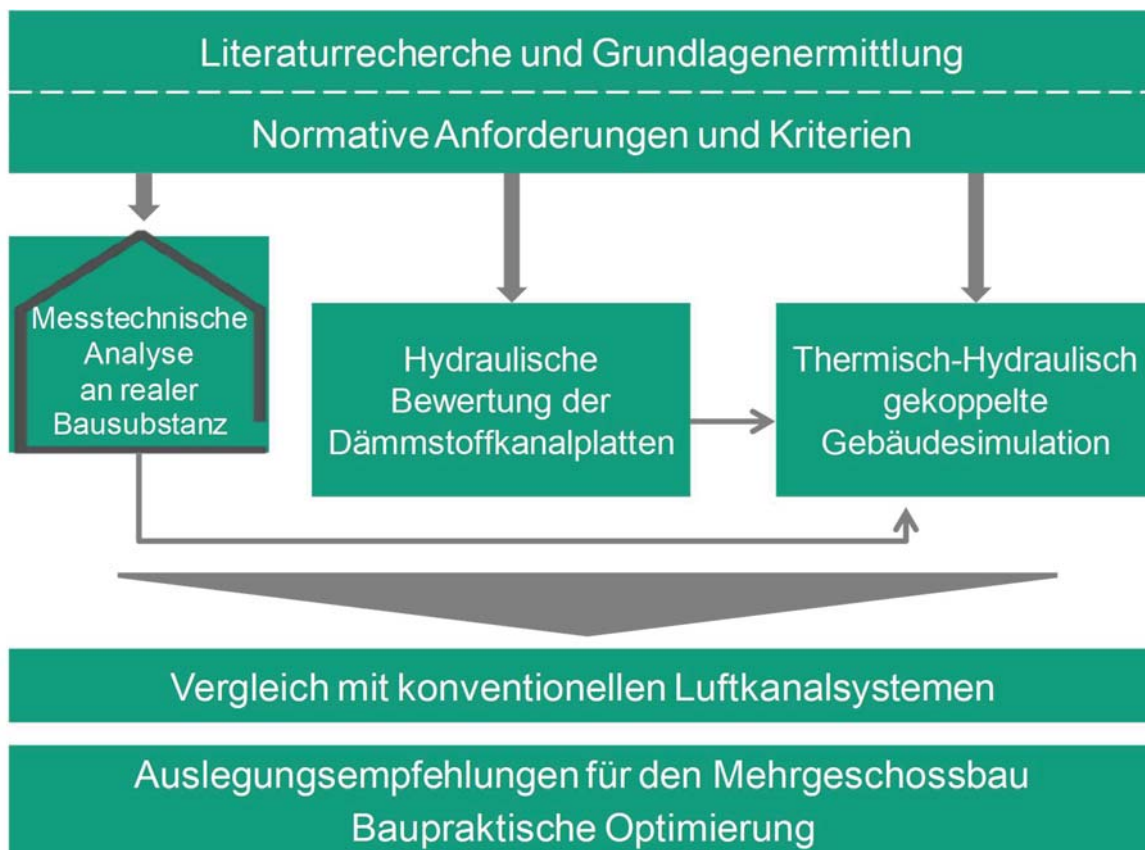 Literaturrecherche und Grundlagenermittlung
Normative Anforderungen und Kriterien
Messtechnische
Analyse
an realer
Bausubstanz
Hydraulische
Bewertung der
Dämmstoffkanalplatten
Thermisch-Hydraulisch
gekoppelte
Gebäudesimulation
Vergleich mit konventionellen Luftkanalsystemen
Auslegungsempfehlungen für den Mehrgeschossbau
Baupraktische Optimierung